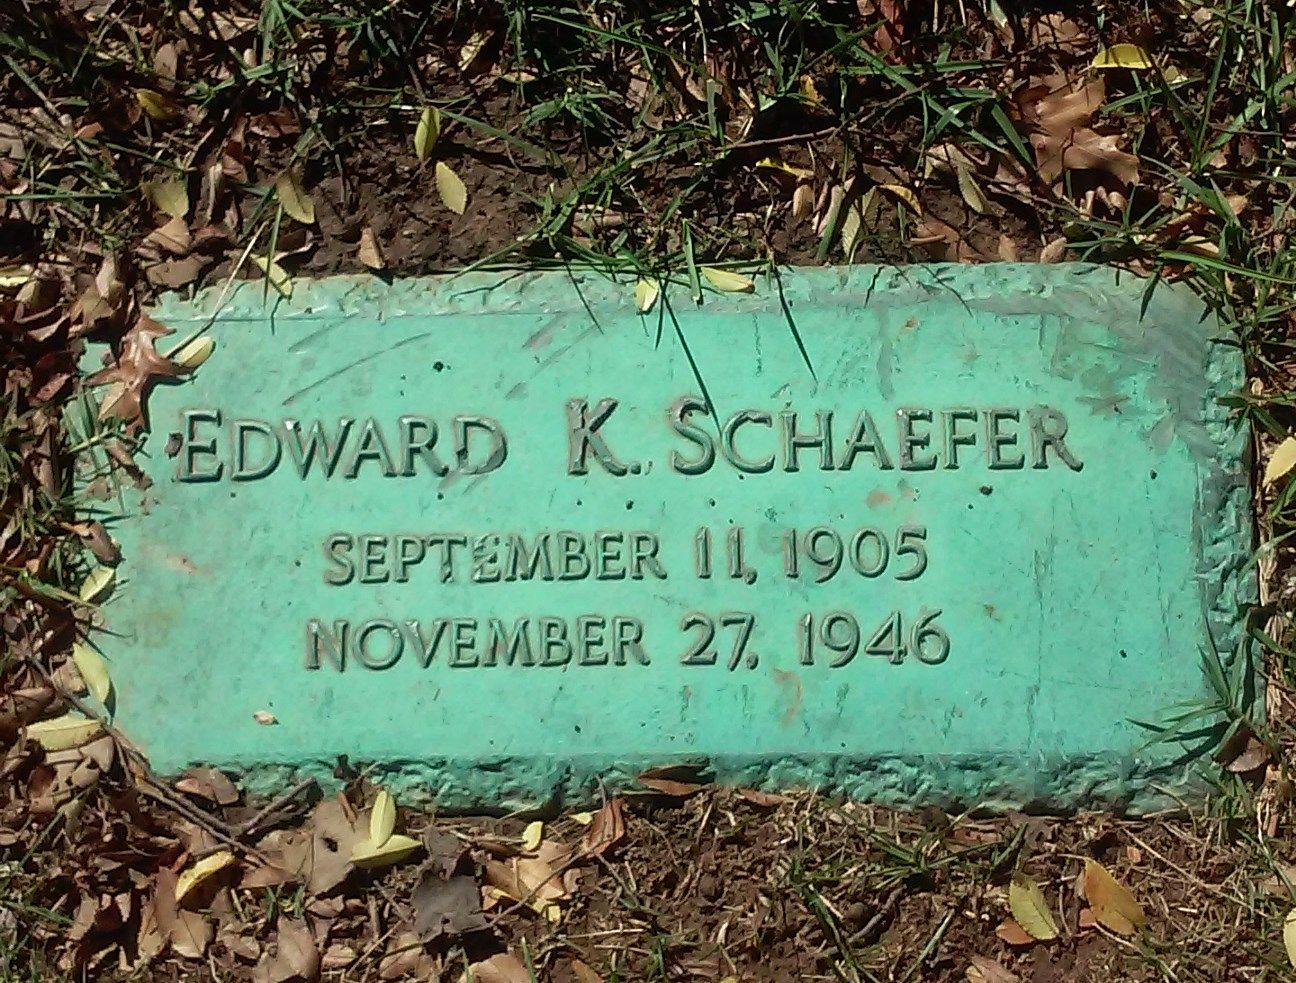 EDWARD K. SCHAEFER
SEPTEMBER 11, 1905
NOVEMBER 27, 1946